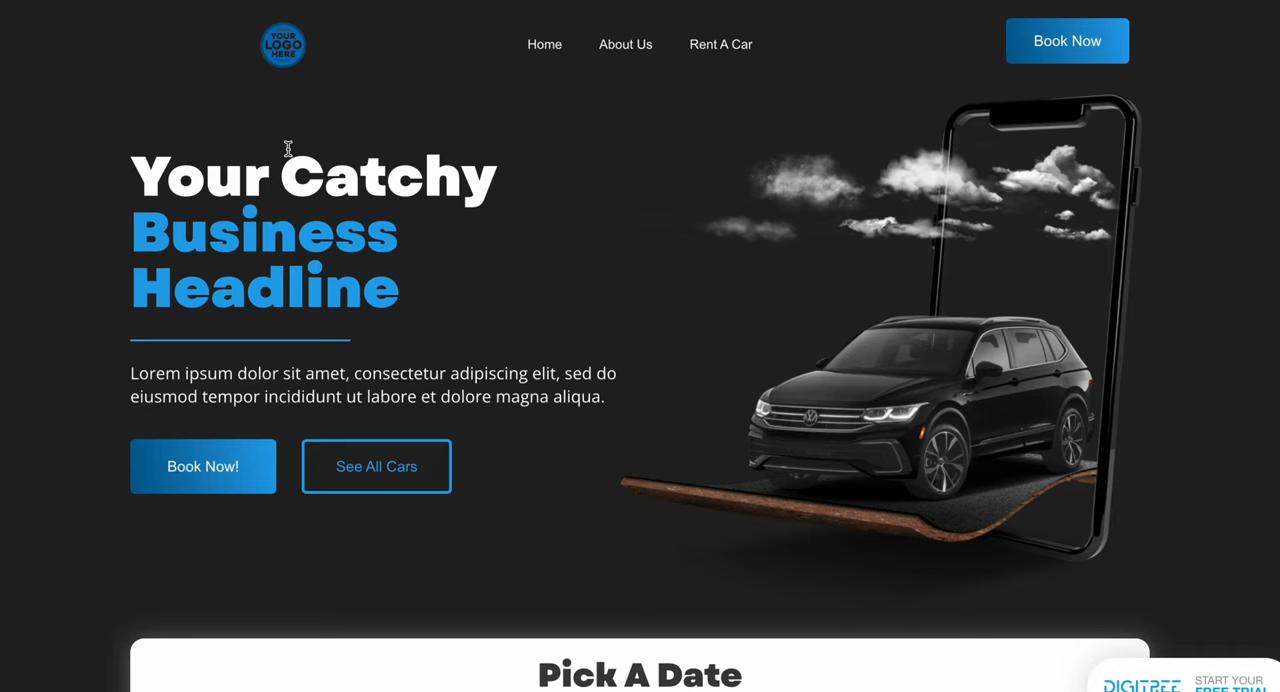 YOUR
LOGO
HERE
Home
About Us
Rent A Car
Book Now
Your Catchy
Business
Headline
Lorem ipsum dolor sit amet, consectetur adipiscing elit, sed do
eiusmod tempor incididunt ut labore et dolore magna aliqua.
Book Now!
See All Cars
Pick A Date
DIGITREE
START YOUR
FREE TRIAL